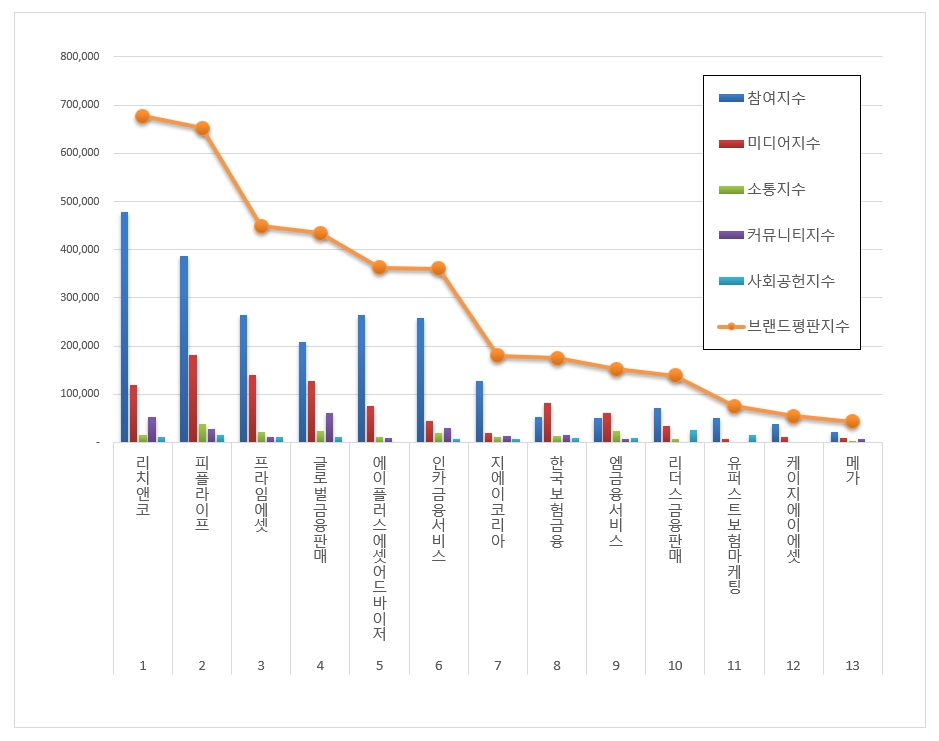 800,000
700,000
600,000
500,000
400,000
300,000
200,000
100,000
-
참여지수
미디어지수
소통지수
커뮤니티지수
사회공헌지수
브랜드평판지수
리치앤코
피플라이프
프라임에셋
글로벌금융판매
에이플러스에셋어드바이저
인카금융서비스
지에이코리아
한국보험금융
엠금융서비스
리더스금융판매
유퍼스트보험마케팅
케이지에이에셋
메가
1 2 3 4 5 6 7 8 9 10 11 12 13